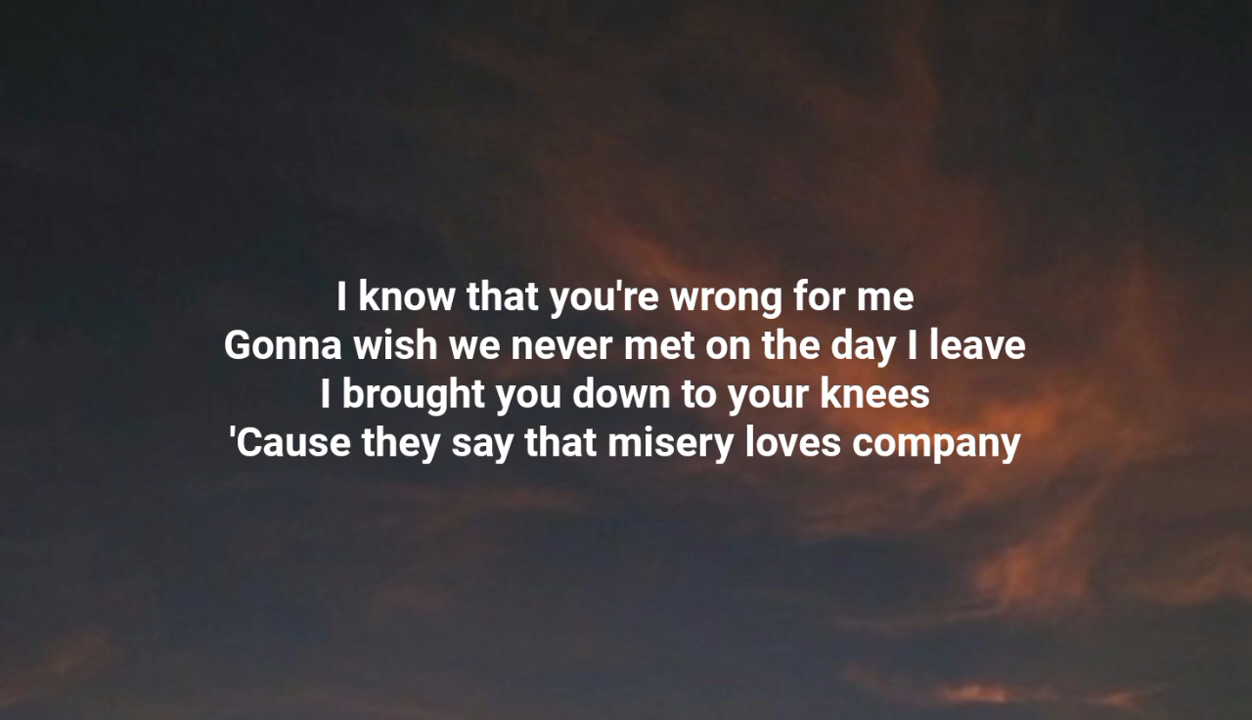 I know that you're wrong for me
Gonna wish we never met on the day I leave
I brought you down to your knees
'Cause they say that misery loves company